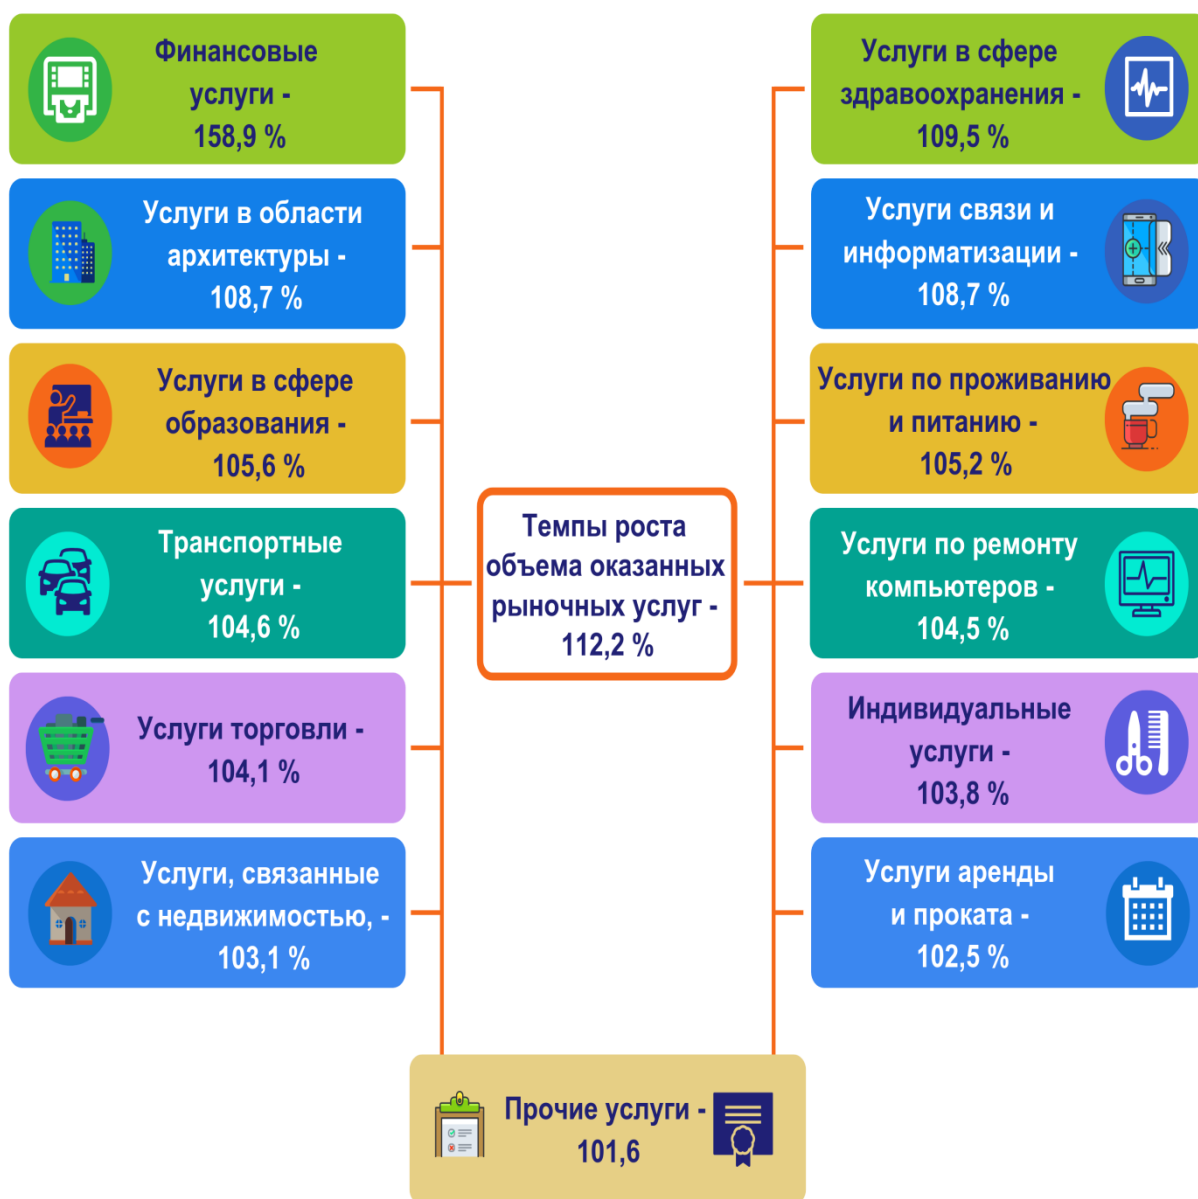 Финансовые
услуги -
158,9 %
Услуги в сфере
здравоохранения -
109,5 %
Услуги в области
архитектуры -
108,7 %
Услуги связи и
информатизации -
108,7 %
Услуги в сфере
образования -
105,6 %
Услуги по проживанию
и питанию -
105,2 %
Темпы роста
объема оказанных
рыночных услуг -
112,2 %
Транспортные
услуги -
104,6 %
Услуги по ремонту
компьютеров -
104,5 %
Услуги торговли -
104,1 %
Индивидуальные
услуги -
103,8 %
Услуги, связанные
с недвижимостью, -
103,1 %
Услуги аренды
и проката -
102,5 %
Прочие услуги -
101,6